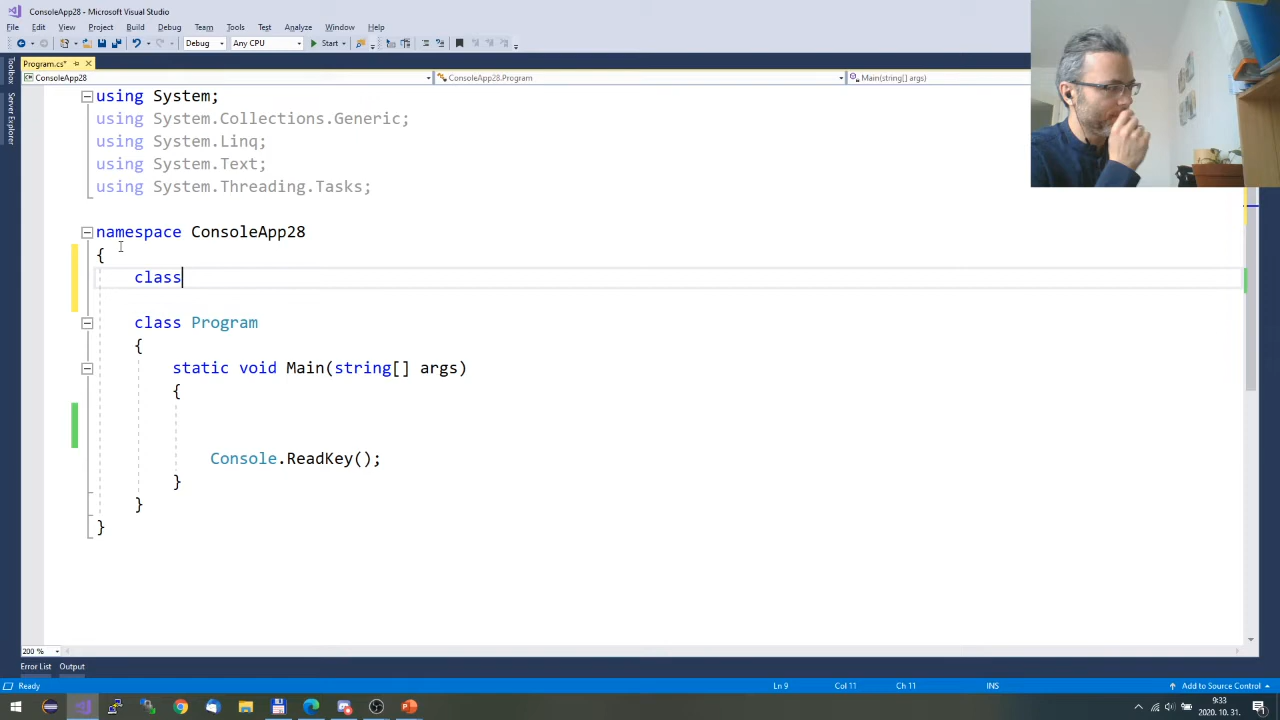 ConsoleApp28 - Microsoft Visual Studio
File Edit View Project Build Debug Team Tools Test Analyze Window Help
Debug Any CPU Start
Program.cs*
ConsoleApp28 ConsoleApp28.Program Main(string[] args)
Toolbox
Server Explorer
using System;
using System.Collections.Generic;
using System.Linq;
using System.Text;
using System.Threading.Tasks;
namespace ConsoleApp28
{
class
class Program
{
static void Main(string[] args)
{
Console.ReadKey();
}
}
}
200 %
Error List Output
Ready Ln 9 Col 11 Ch 11 INS Add to Source Control
9:33
2020. 10. 31.